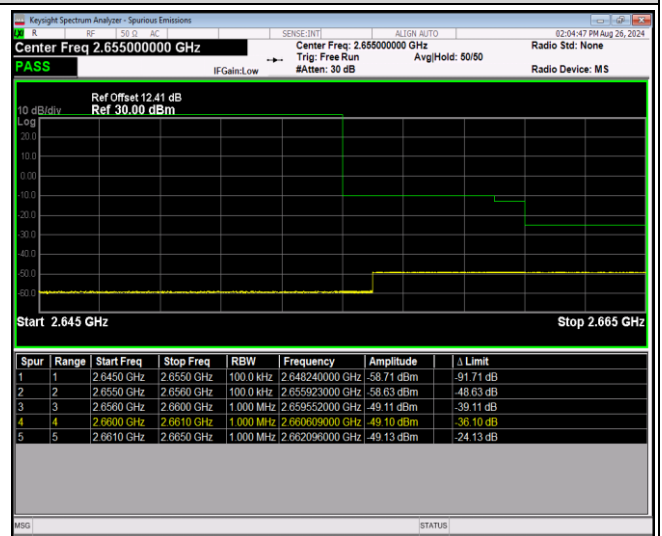 Keysight Spectrum Analyzer - Spurious Emissions
LXI R RF 50 Ω AC SENSE:INT ALIGN AUTO 02:04:47 PM Aug 26, 2024
Center Freq 2.655000000 GHz Center Freq: 2.655000000 GHz Radio Std: None
Trig: Free Run Avg|Hold: 50/50
PASS IFGain:Low #Atten: 30 dB Radio Device: MS
Ref Offset 12.41 dB
10 dB/div Ref 30.00 dBm
Log
20.0
10.0
0.00
-10.0
-20.0
-30.0
-40.0
-50.0
-60.0
Start 2.645 GHz Stop 2.665 GHz
Spur Range Start Freq Stop Freq RBW Frequency Amplitude Δ Limit
1 1 2.6450 GHz 2.6550 GHz 100.0 kHz 2.648240000 GHz -58.71 dBm -91.71 dB
2 2 2.6550 GHz 2.6560 GHz 100.0 kHz 2.655923000 GHz -58.63 dBm -48.63 dB
3 3 2.6560 GHz 2.6600 GHz 1.000 MHz 2.659552000 GHz -49.11 dBm -39.11 dB
4 4 2.6600 GHz 2.6610 GHz 1.000 MHz 2.660609000 GHz -49.10 dBm -36.10 dB
5 5 2.6610 GHz 2.6650 GHz 1.000 MHz 2.662096000 GHz -49.13 dBm -24.13 dB
MSG STATUS